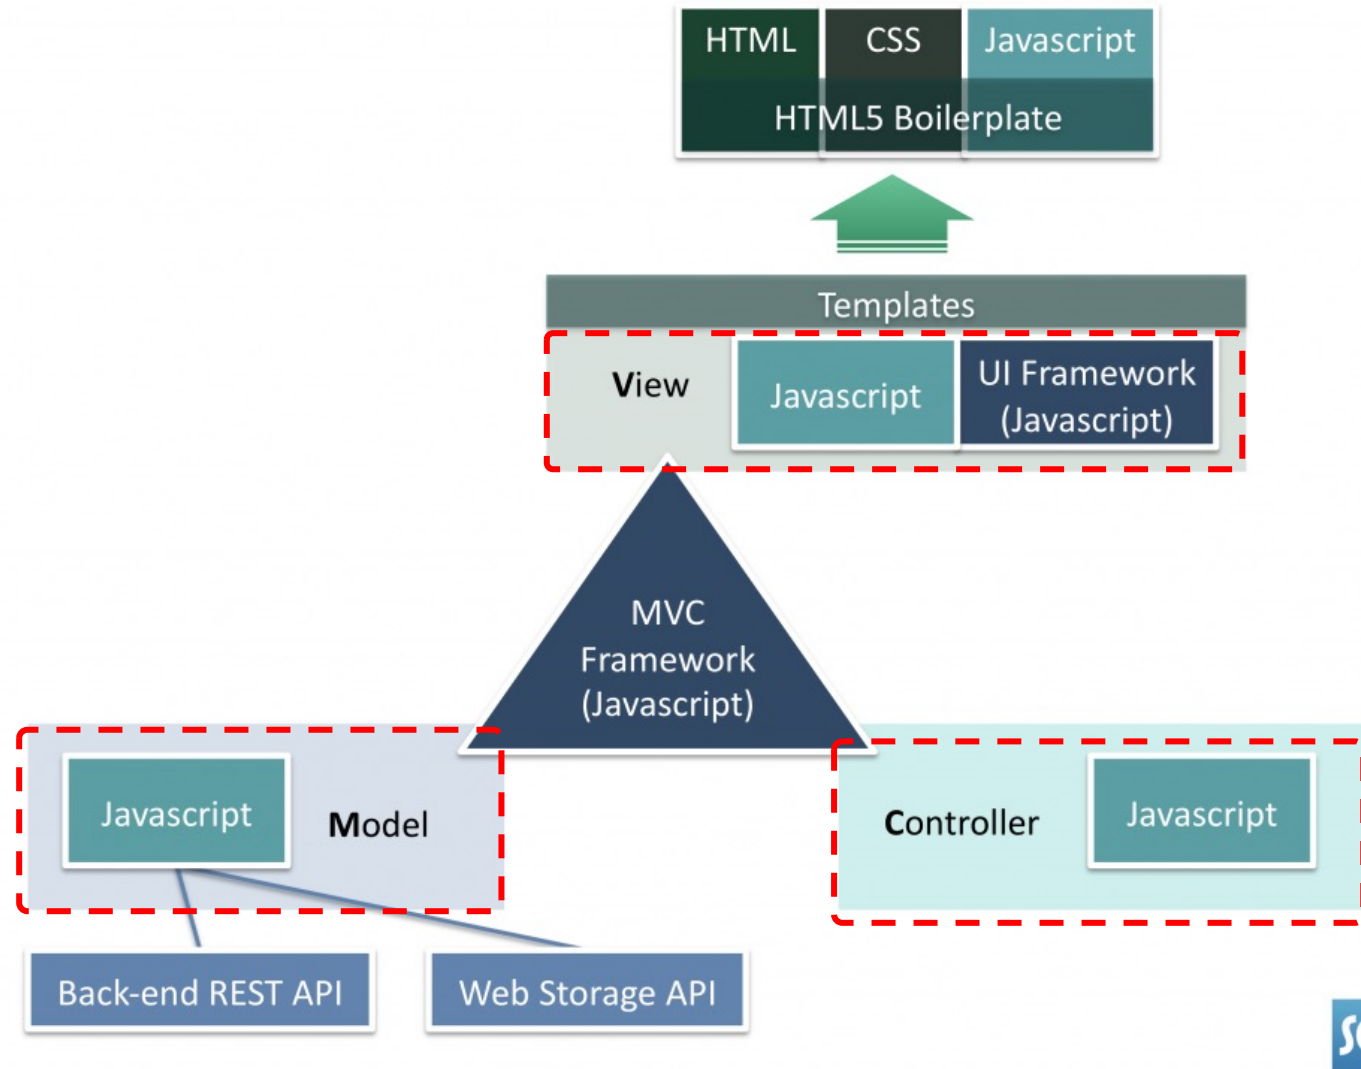 HTML CSS Javascript
HTML5 Boilerplate
Templates
View
Javascript
UI Framework
(Javascript)
MVC
Framework
(Javascript)
Javascript
Model
Controller
Javascript
Back-end REST API
Web Storage API